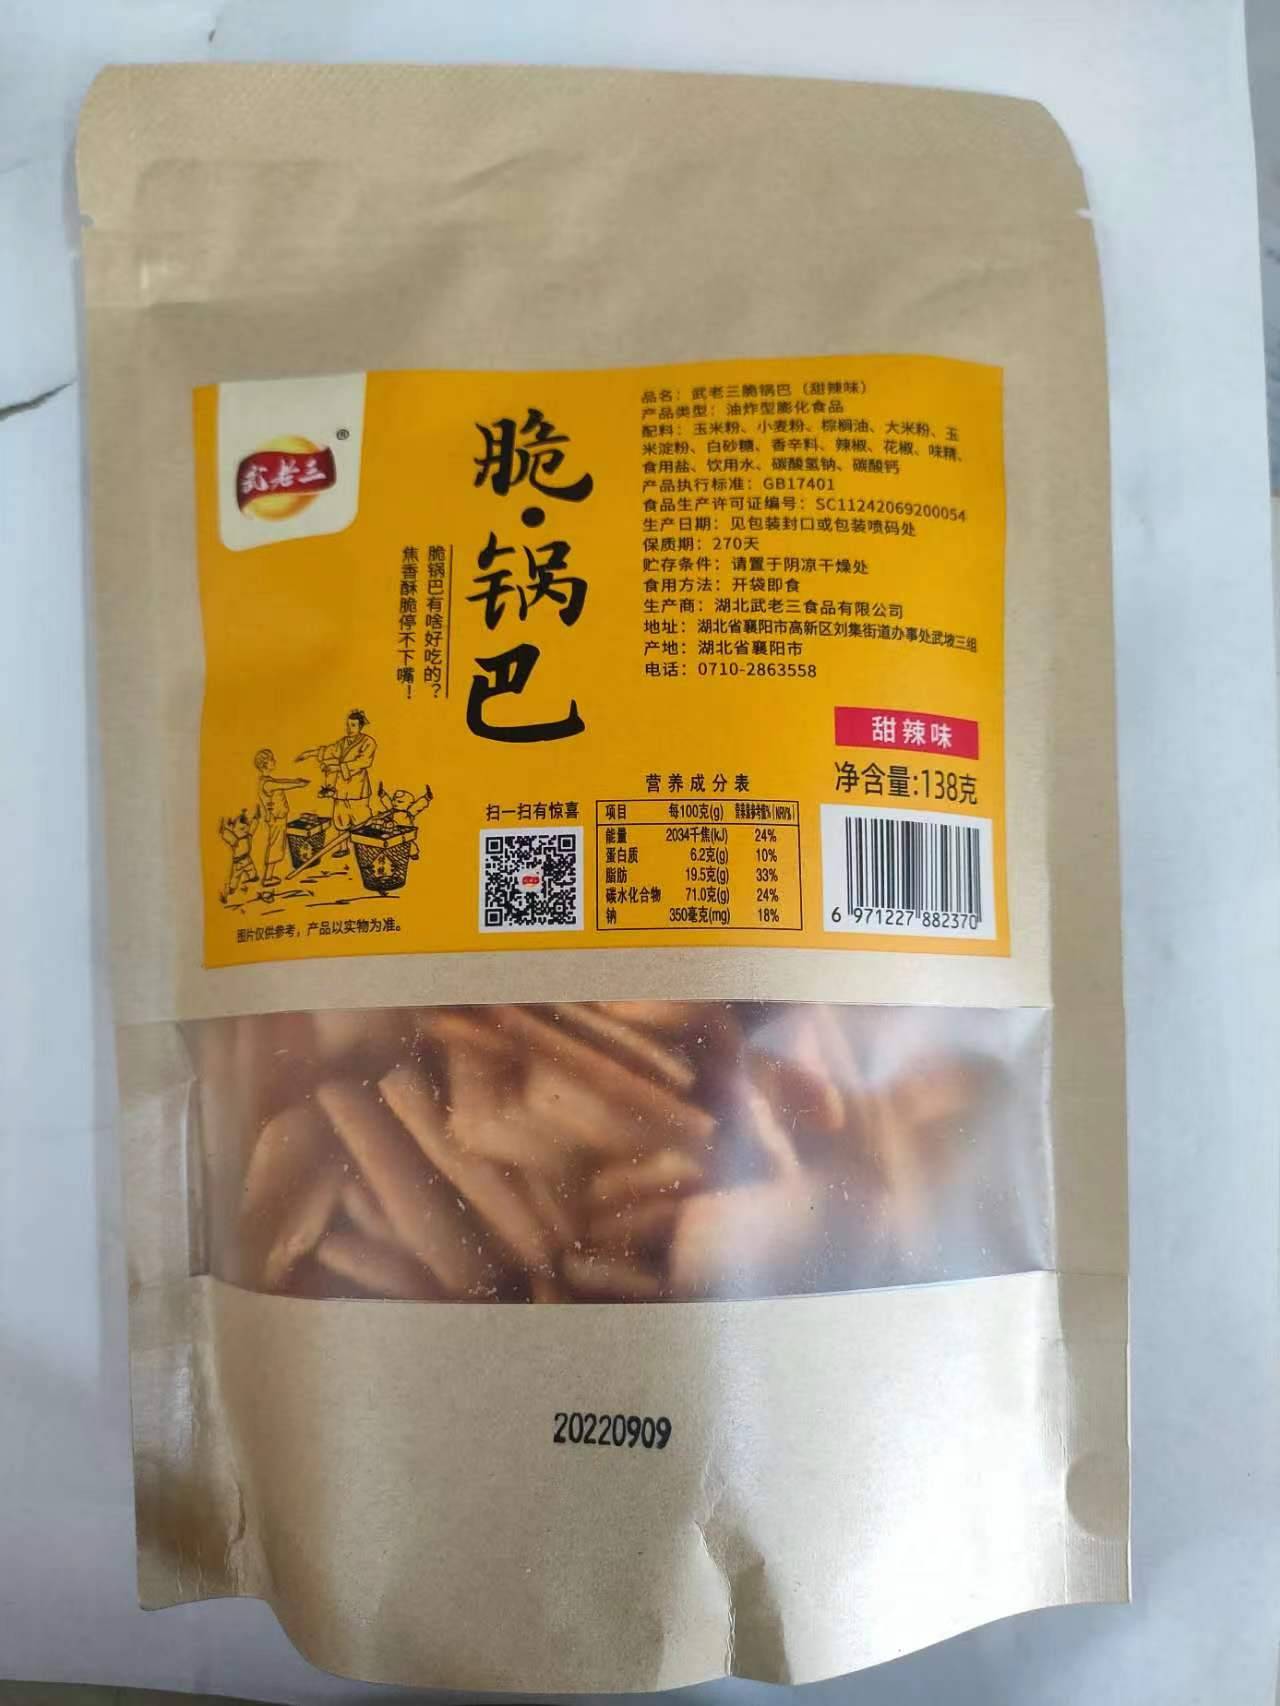 武老三
®
脆·锅巴
脆锅巴有啥好吃的?
焦香酥脆停不下嘴!
品名:武老三脆锅巴(甜辣味)
产品类型:油炸型膨化食品
配料:玉米粉、小麦粉、棕榈油、大米粉、玉
米淀粉、白砂糖、香辛料、辣椒、花椒、味精、
食用盐、饮用水、碳酸氢钠、碳酸钙
产品执行标准:GB17401
食品生产许可证编号:SC11242069200054
生产日期:见包装封口或包装喷码处
保质期:270天
贮存条件:请置于阴凉干燥处
食用方法:开袋即食
生产商:湖北武老三食品有限公司
地址:湖北省襄阳市高新区刘集街道办事处武坡三组
产地:湖北省襄阳市
电话:0710-2863558
甜辣味
净含量:138克
扫一扫有惊喜
营养成分表
项目 每100克(g) 营养素参考值%(NRV%)
能量 2034千焦(kJ) 24%
蛋白质 6.2克(g) 10%
脂肪 19.5克(g) 33%
碳水化合物 71.0克(g) 24%
钠 350毫克(mg) 18%
6 971227 882370
图片仅供参考,产品以实物为准。
20220909